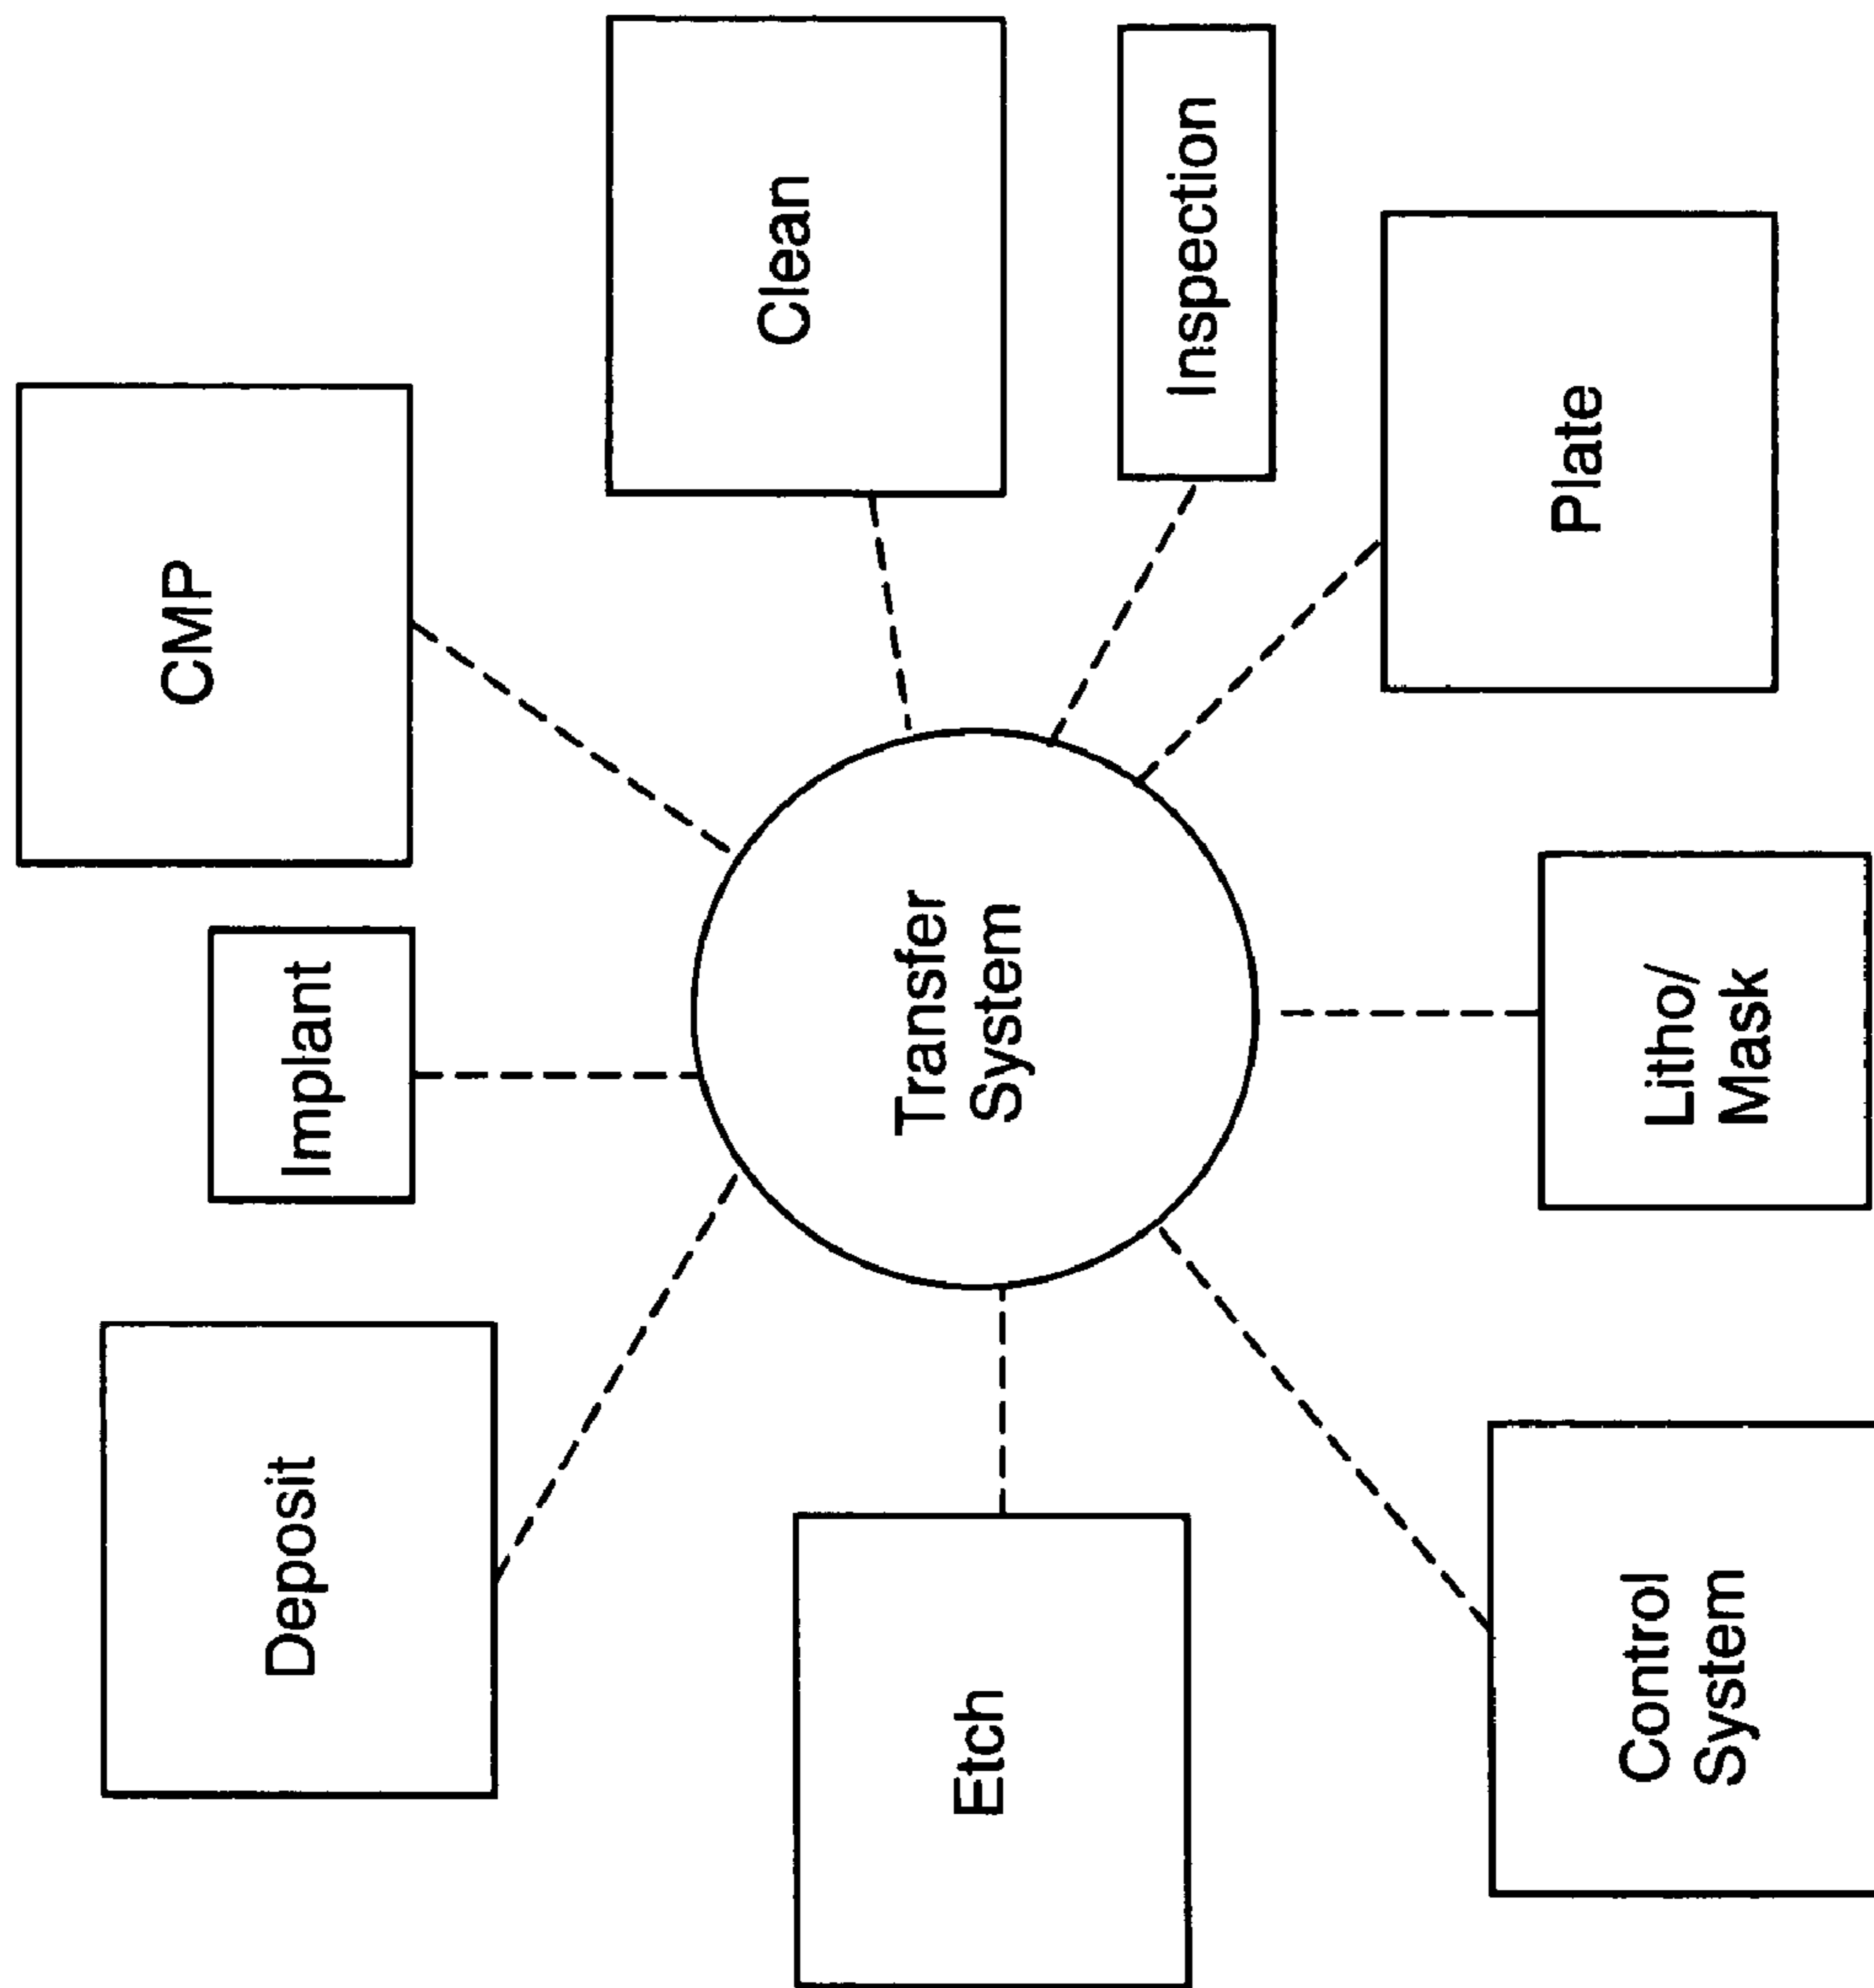 Deposit
Implant
CMP
Etch
Transfer
System
Clean
Inspection
Control
System
Litho/
Mask
Plate